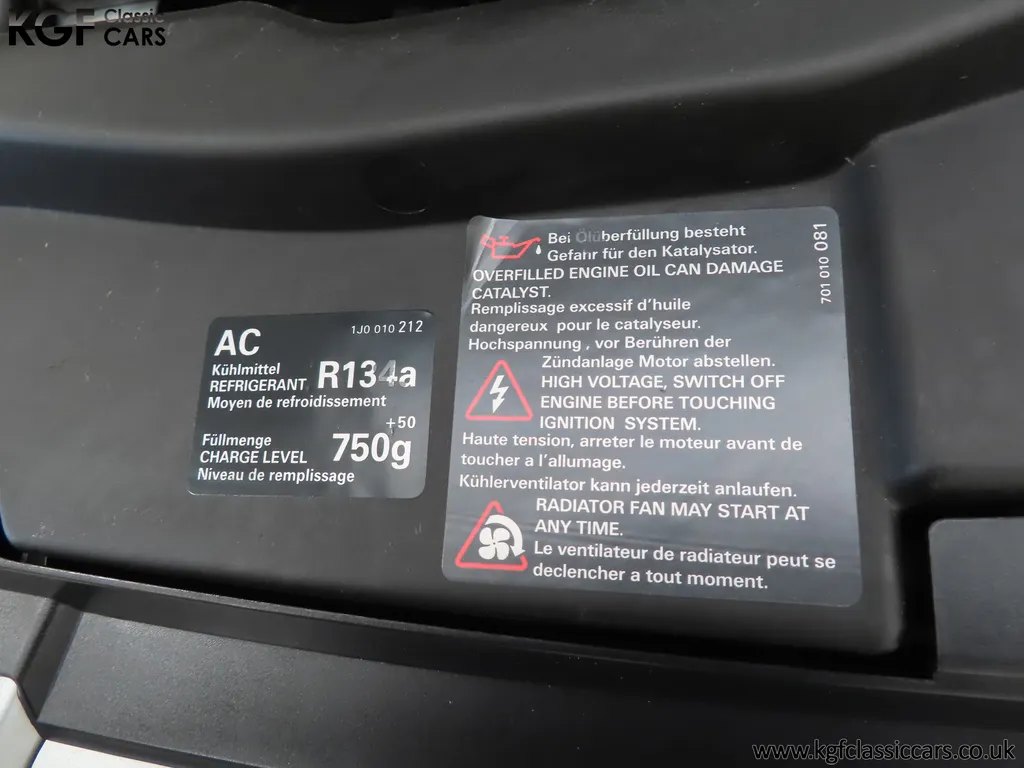 KGF Classic
CARS
AC
1J0 010 212
Kühlmittel
REFRIGERANT R134a
Moyen de refroidissement
+50
Füllmenge
CHARGE LEVEL 750g
Niveau de remplissage
Bei Ölüberfüllung besteht
Gefahr für den Katalysator.
OVERFILLED ENGINE OIL CAN DAMAGE
CATALYST.
Remplissage excessif d'huile
dangereux pour le catalyseur.
Hochspannung , vor Berühren der
Zündanlage Motor abstellen.
HIGH VOLTAGE, SWITCH OFF
ENGINE BEFORE TOUCHING
IGNITION SYSTEM.
Haute tension, arreter le moteur avant de
toucher a l'allumage.
Kühlerventilator kann jederzeit anlaufen.
RADIATOR FAN MAY START AT
ANY TIME.
Le ventilateur de radiateur peut se
declencher a tout moment.
701 010 081
www.kgfclassiccars.co.uk